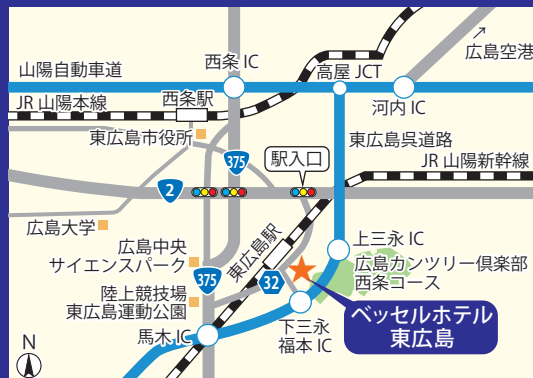 西条 IC
広島空港
山陽自動車道
高屋 JCT
JR 山陽本線
西条駅
河内 IC
東広島市役所
東広島呉道路
375
駅入口
JR 山陽新幹線
2
広島大学
東広島駅
上三永 IC
広島中央
サイエンスパーク
広島カンツリー倶楽部
西条コース
375
32
陸上競技場
東広島運動公園
ベッセルホテル
東広島
下三永
福本 IC
馬木 IC
N